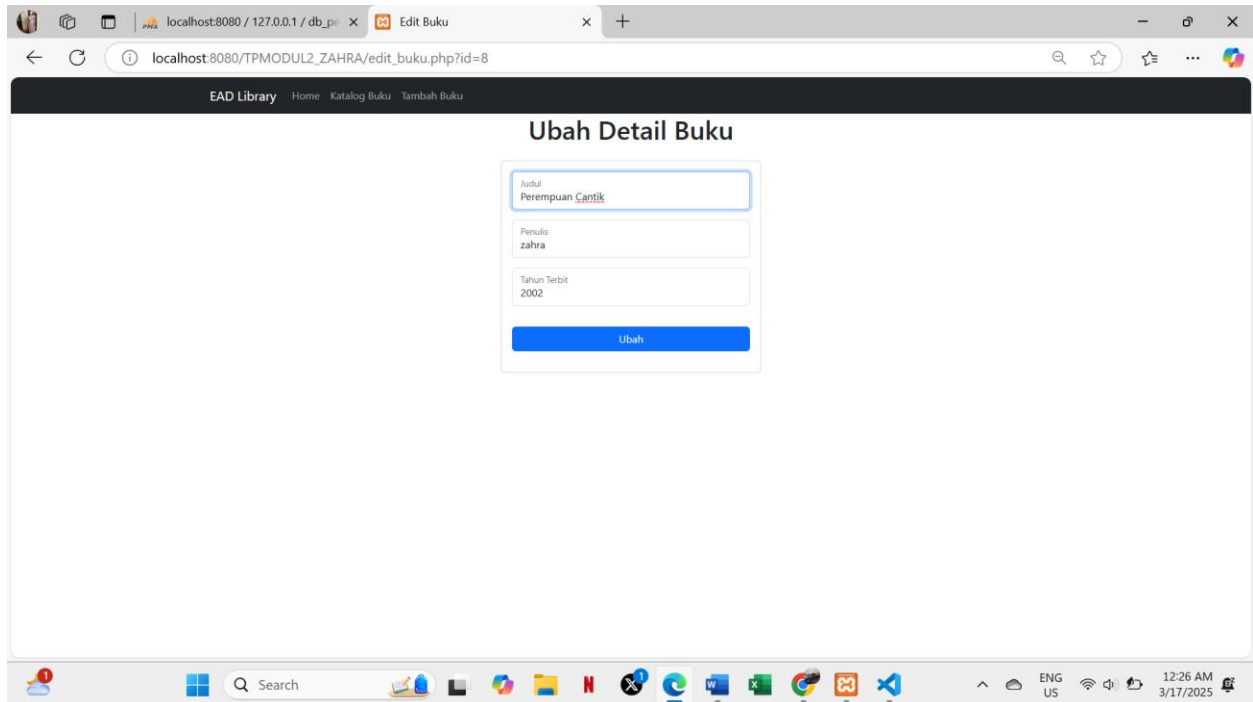 localhost:8080 / 127.0.0.1 / db_pe
Edit Buku
localhost:8080/TPMODUL2_ZAHRA/edit_buku.php?id=8
EAD Library Home Katalog Buku Tambah Buku
Ubah Detail Buku
Judul
Perempuan Cantik
Penulis
zahra
Tahun Terbit
2002
Ubah
1
Search
1
ENG
US
12:26 AM
3/17/2025